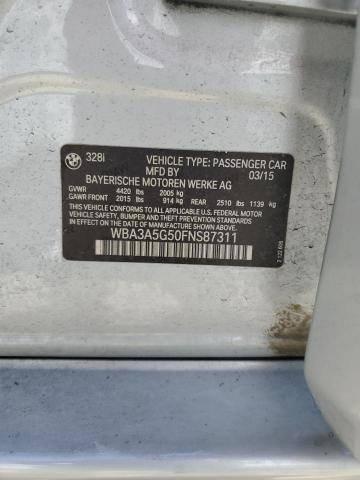 328i VEHICLE TYPE: PASSENGER CAR
MFD BY 03/15
BAYERISCHE MOTOREN WERKE AG
GVWR 4420 lbs 2005 kg
GAWR FRONT 2015 lbs 914 kg REAR 2510 lbs 1139 kg
THIS VEHICLE CONFORMS TO ALL APPLICABLE FEDERAL MOTOR
VEHICLE SAFETY, BUMPER, AND THEFT PREVENTION STANDARDS
IN EFFECT ON THE DATE OF MANUFACTURE SHOWN ABOVE.
WBA3A5G50FNS87311